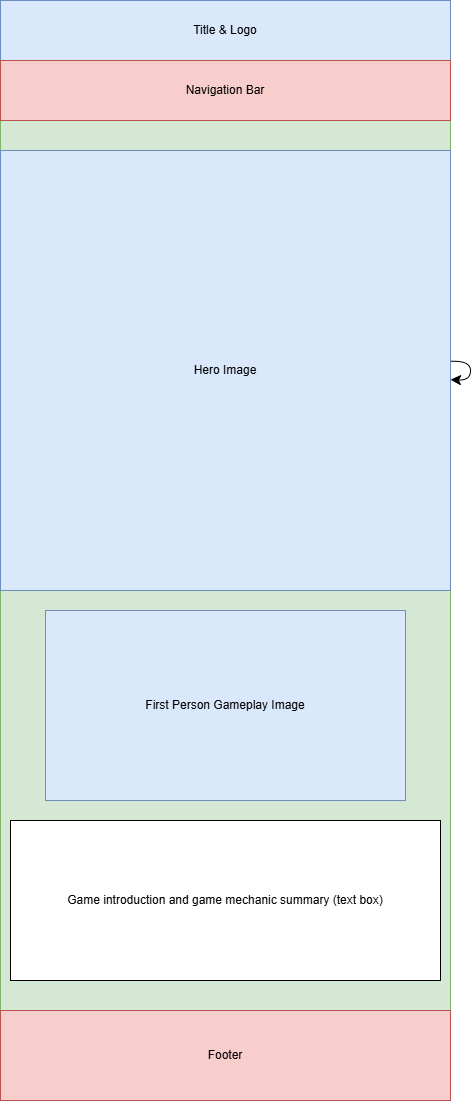 Title & Logo
Navigation Bar
Hero Image
First Person Gameplay Image
Game introduction and game mechanic summary (text box)
Footer